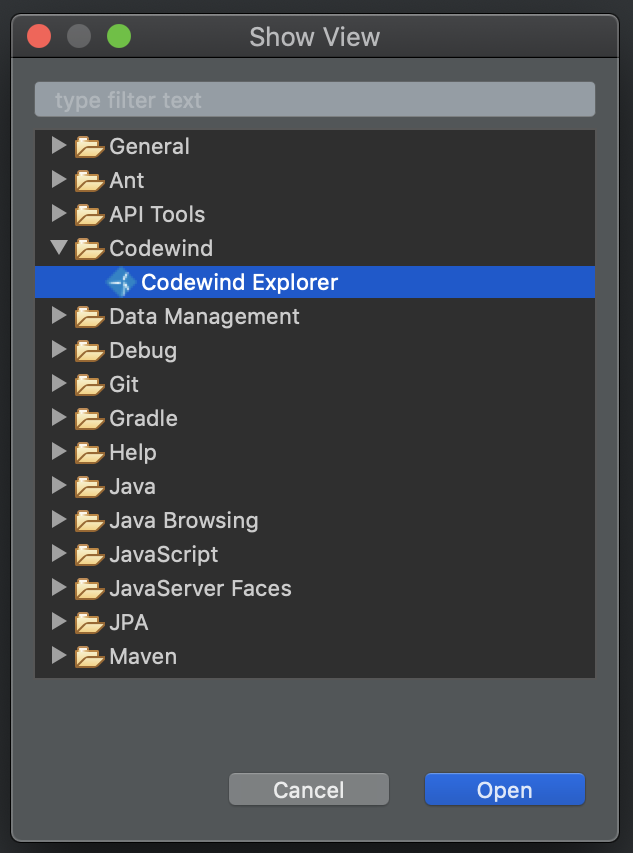 Show View
type filter text
General
Ant
API Tools
Codewind
Codewind Explorer
Data Management
Debug
Git
Gradle
Help
Java
Java Browsing
JavaScript
JavaServer Faces
JPA
Maven
Cancel
Open